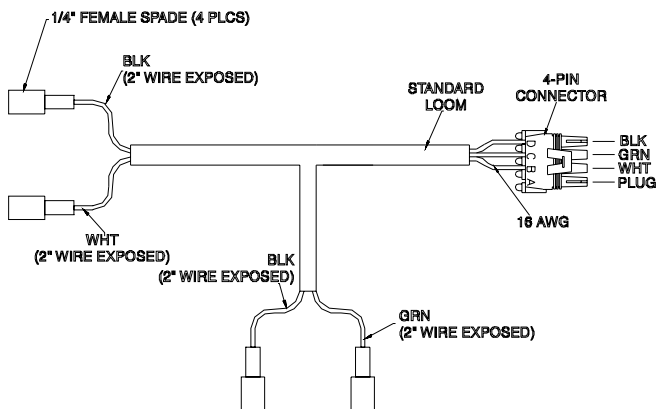 1/4" FEMALE SPADE (4 PLCS)
BLK
(2" WIRE EXPOSED)
STANDARD
LOOM
4-PIN
CONNECTOR
D
C
B
A
BLK
GRN
WHT
PLUG
16 AWG
WHT
(2" WIRE EXPOSED)
BLK
(2" WIRE EXPOSED)
GRN
(2" WIRE EXPOSED)